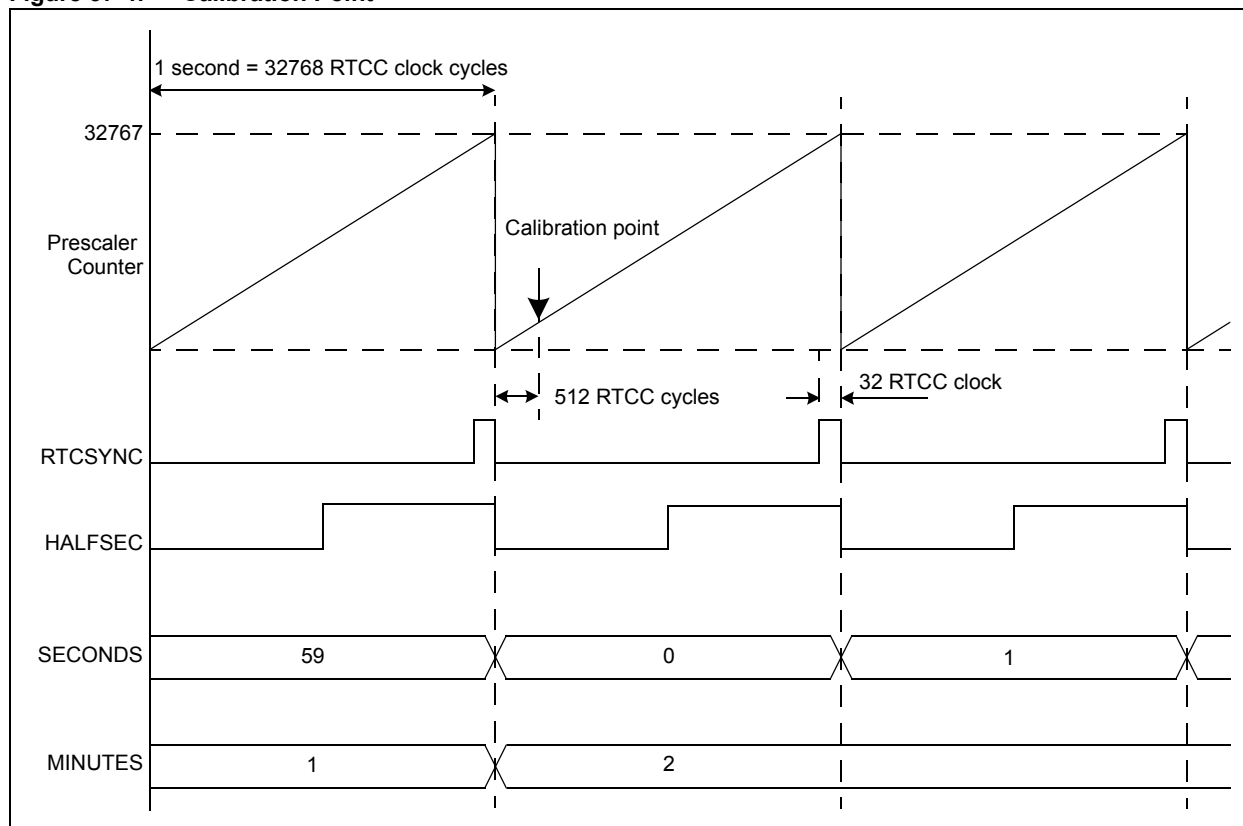 1 second = 32768 RTCC clock cycles
32767
Prescaler
Counter
Calibration point
512 RTCC cycles
32 RTCC clock
RTCSYNC
HALFSEC
SECONDS
59
0
1
MINUTES
1
2